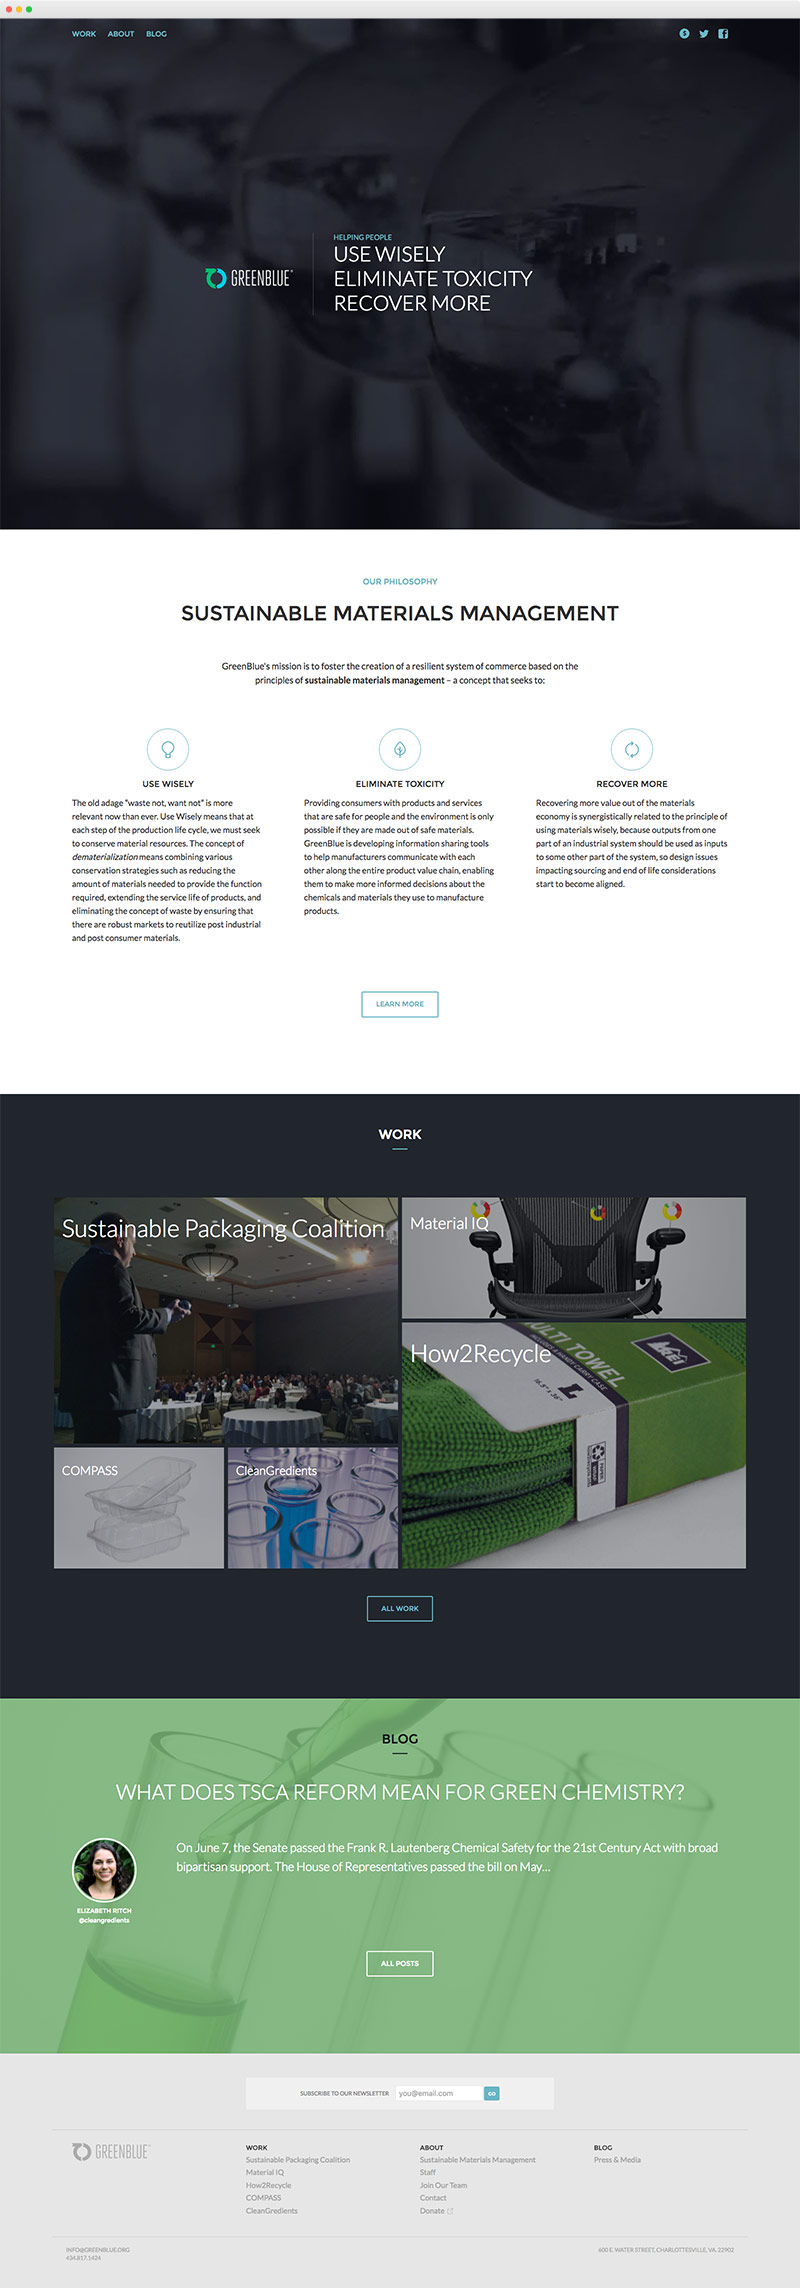 WORK ABOUT BLOG
HELPING PEOPLE
GREENBLUE
USE WISELY
ELIMINATE TOXICITY
RECOVER MORE
OUR PHILOSOPHY
SUSTAINABLE MATERIALS MANAGEMENT
GreenBlue's mission is to foster the creation of a resilient system of commerce based on the
principles of sustainable materials management – a concept that seeks to:
USE WISELY
The old adage “waste not, want not” is more
relevant now than ever. Use Wisely means that at
each step of the production life cycle, we must seek
to conserve material resources. The concept of
dematerialization means combining various
conservation strategies such as reducing the
amount of materials needed to provide the function
required, extending the service life of products, and
eliminating the concept of waste by ensuring that
there are robust markets to reutilize post industrial
and post consumer materials.
ELIMINATE TOXICITY
Providing consumers with products and services
that are safe for people and the environment is only
possible if they are made out of safe materials.
GreenBlue is developing information sharing tools
to help manufacturers communicate with each
other along the entire product value chain, enabling
them to make more informed decisions about the
chemicals and materials they use to manufacture
products.
RECOVER MORE
Recovering more value out of the materials
economy is synergistically related to the principle of
using materials wisely, because outputs from one
part of an industrial system should be used as inputs
to some other part of the system, so design issues
impacting sourcing and end of life considerations
start to become aligned.
LEARN MORE
WORK
Sustainable Packaging Coalition
Material IQ
How2Recycle
MULTI TOWEL
INCLUDES A HANDY CARRY CASE
L
16.5" x 36"
COMPASS
CleanGredients
ALL WORK
BLOG
WHAT DOES TSCA REFORM MEAN FOR GREEN CHEMISTRY?
On June 7, the Senate passed the Frank R. Lautenberg Chemical Safety for the 21st Century Act with broad
bipartisan support. The House of Representatives passed the bill on May...
ELIZABETH RITCH
@cleangredients
ALL POSTS
SUBSCRIBE TO OUR NEWSLETTER you@email.com GO
GREENBLUE
WORK
Sustainable Packaging Coalition
Material IQ
How2Recycle
COMPASS
CleanGredients
ABOUT
Sustainable Materials Management
Staff
Join Our Team
Contact
Donate
BLOG
Press & Media
INFO@GREENBLUE.ORG
434.817.1424
600 E. WATER STREET, CHARLOTTESVILLE, VA. 22902